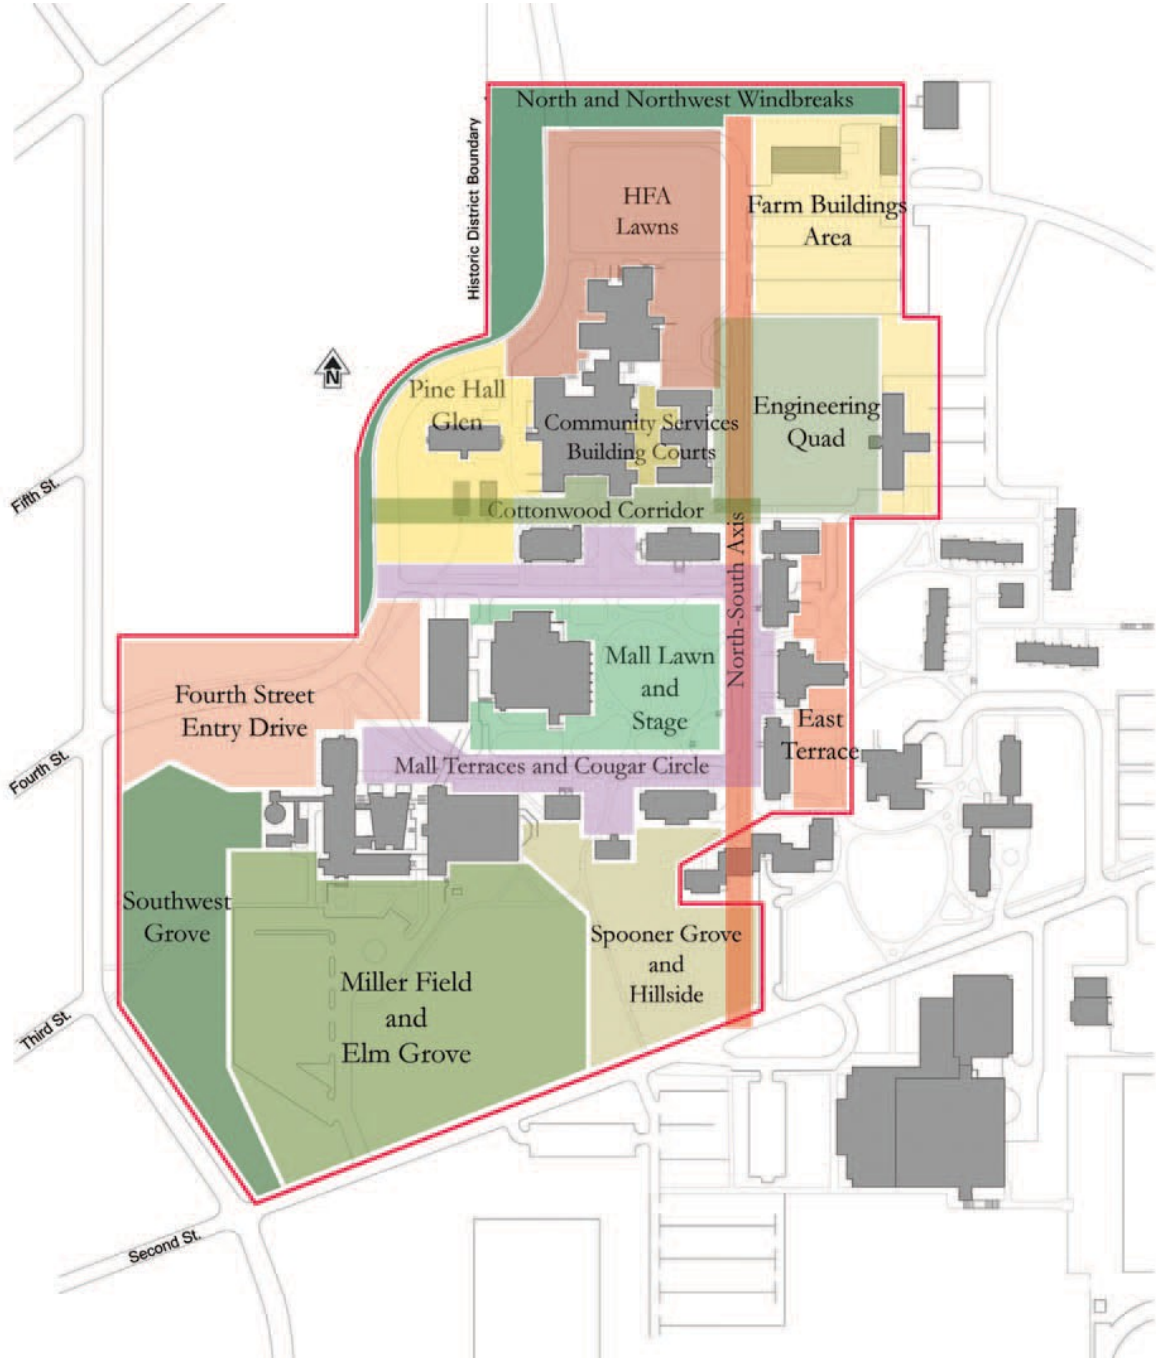 North and Northwest Windbreaks
Historic District Boundary
HFA
Lawns
Farm Buildings
Area
N
Pine Hall
Glen
Community Services
Building Courts
Engineering
Quad
Fifth St.
Cottonwood Corridor
North-South Axis
Mall Lawn
and
Stage
Fourth Street
Entry Drive
East
Terrace
Fourth St.
Mall Terraces and Cougar Circle
Southwest
Grove
Spooner Grove
and
Hillside
Miller Field
and
Elm Grove
Third St.
Second St.